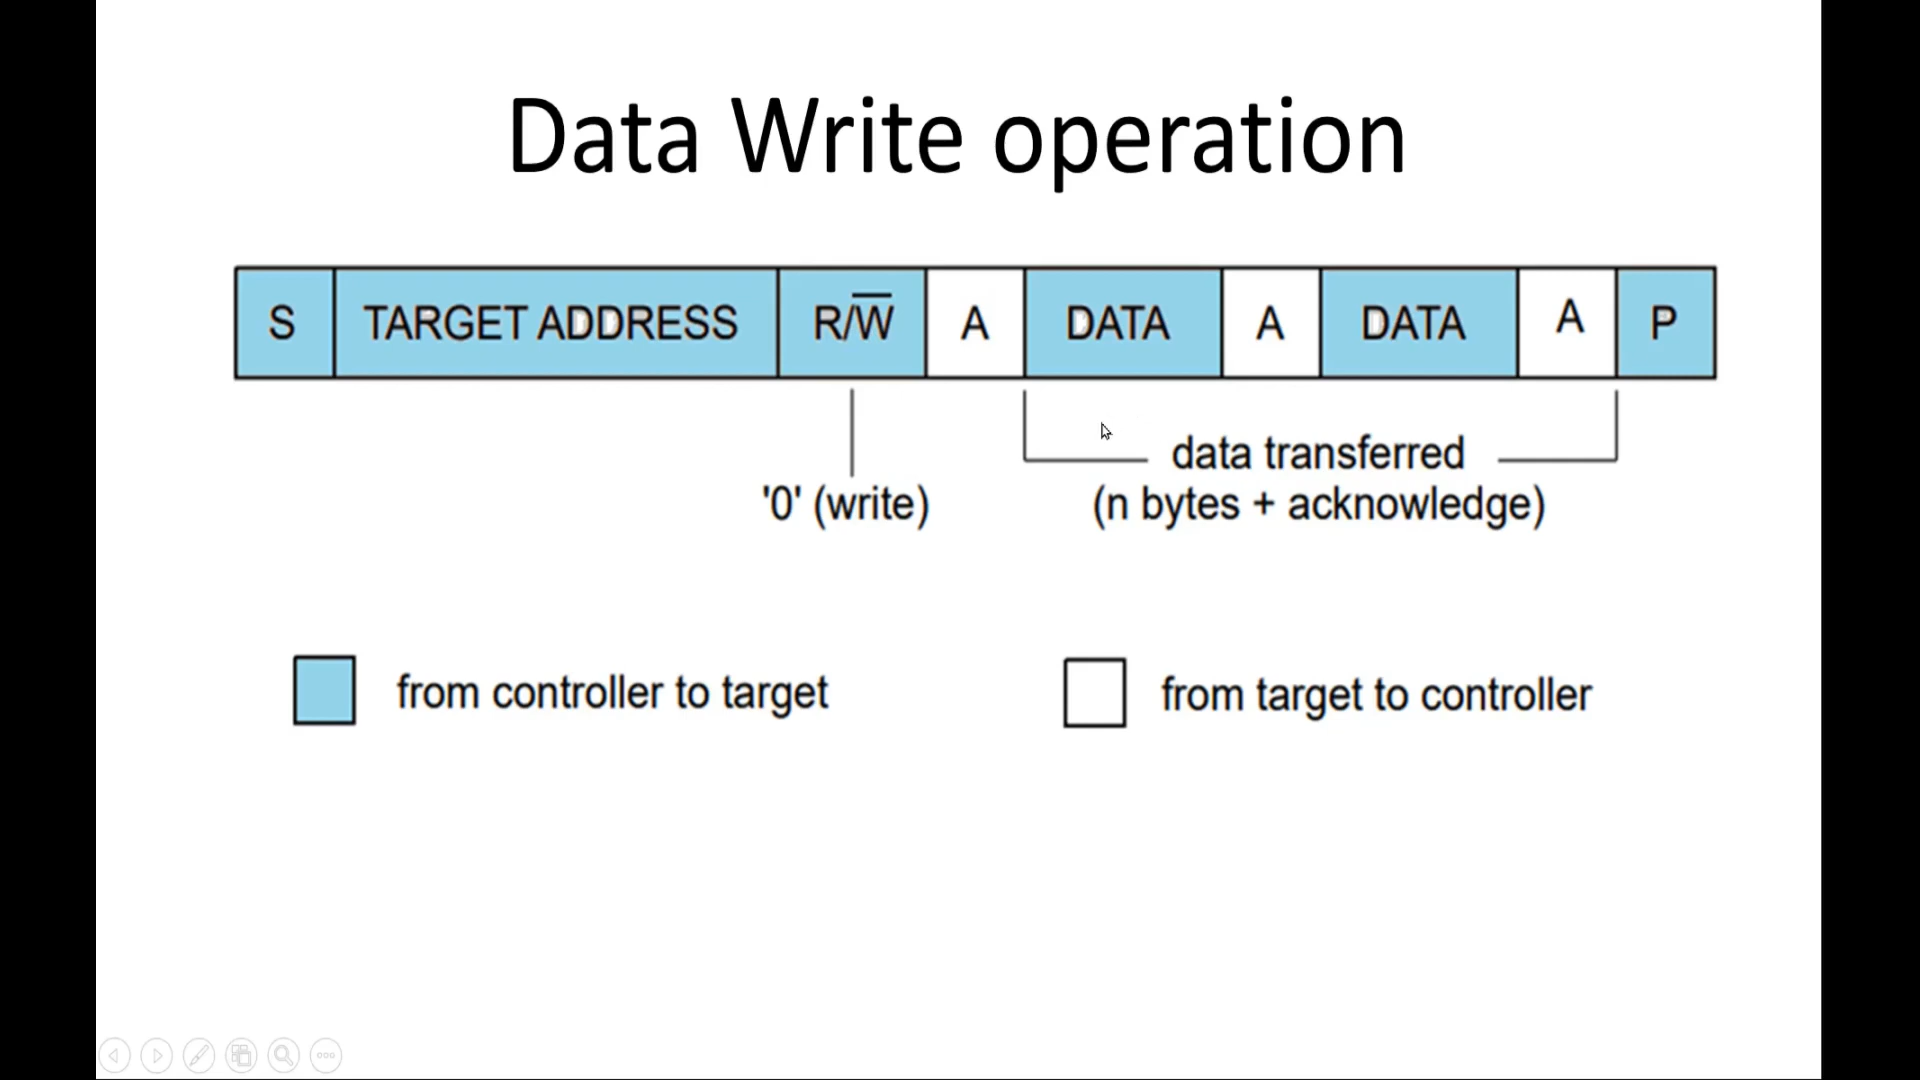 Data Write operation
S TARGET ADDRESS R/W̅ A DATA A DATA A P
data transferred
'0' (write) (n bytes + acknowledge)
from controller to target from target to controller